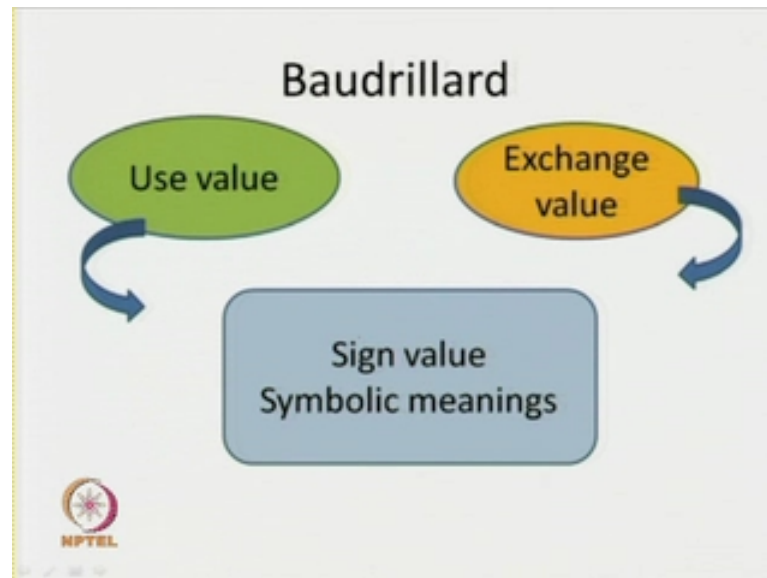 Baudrillard
Use value
Exchange
value
Sign value
Symbolic meanings
NPTEL